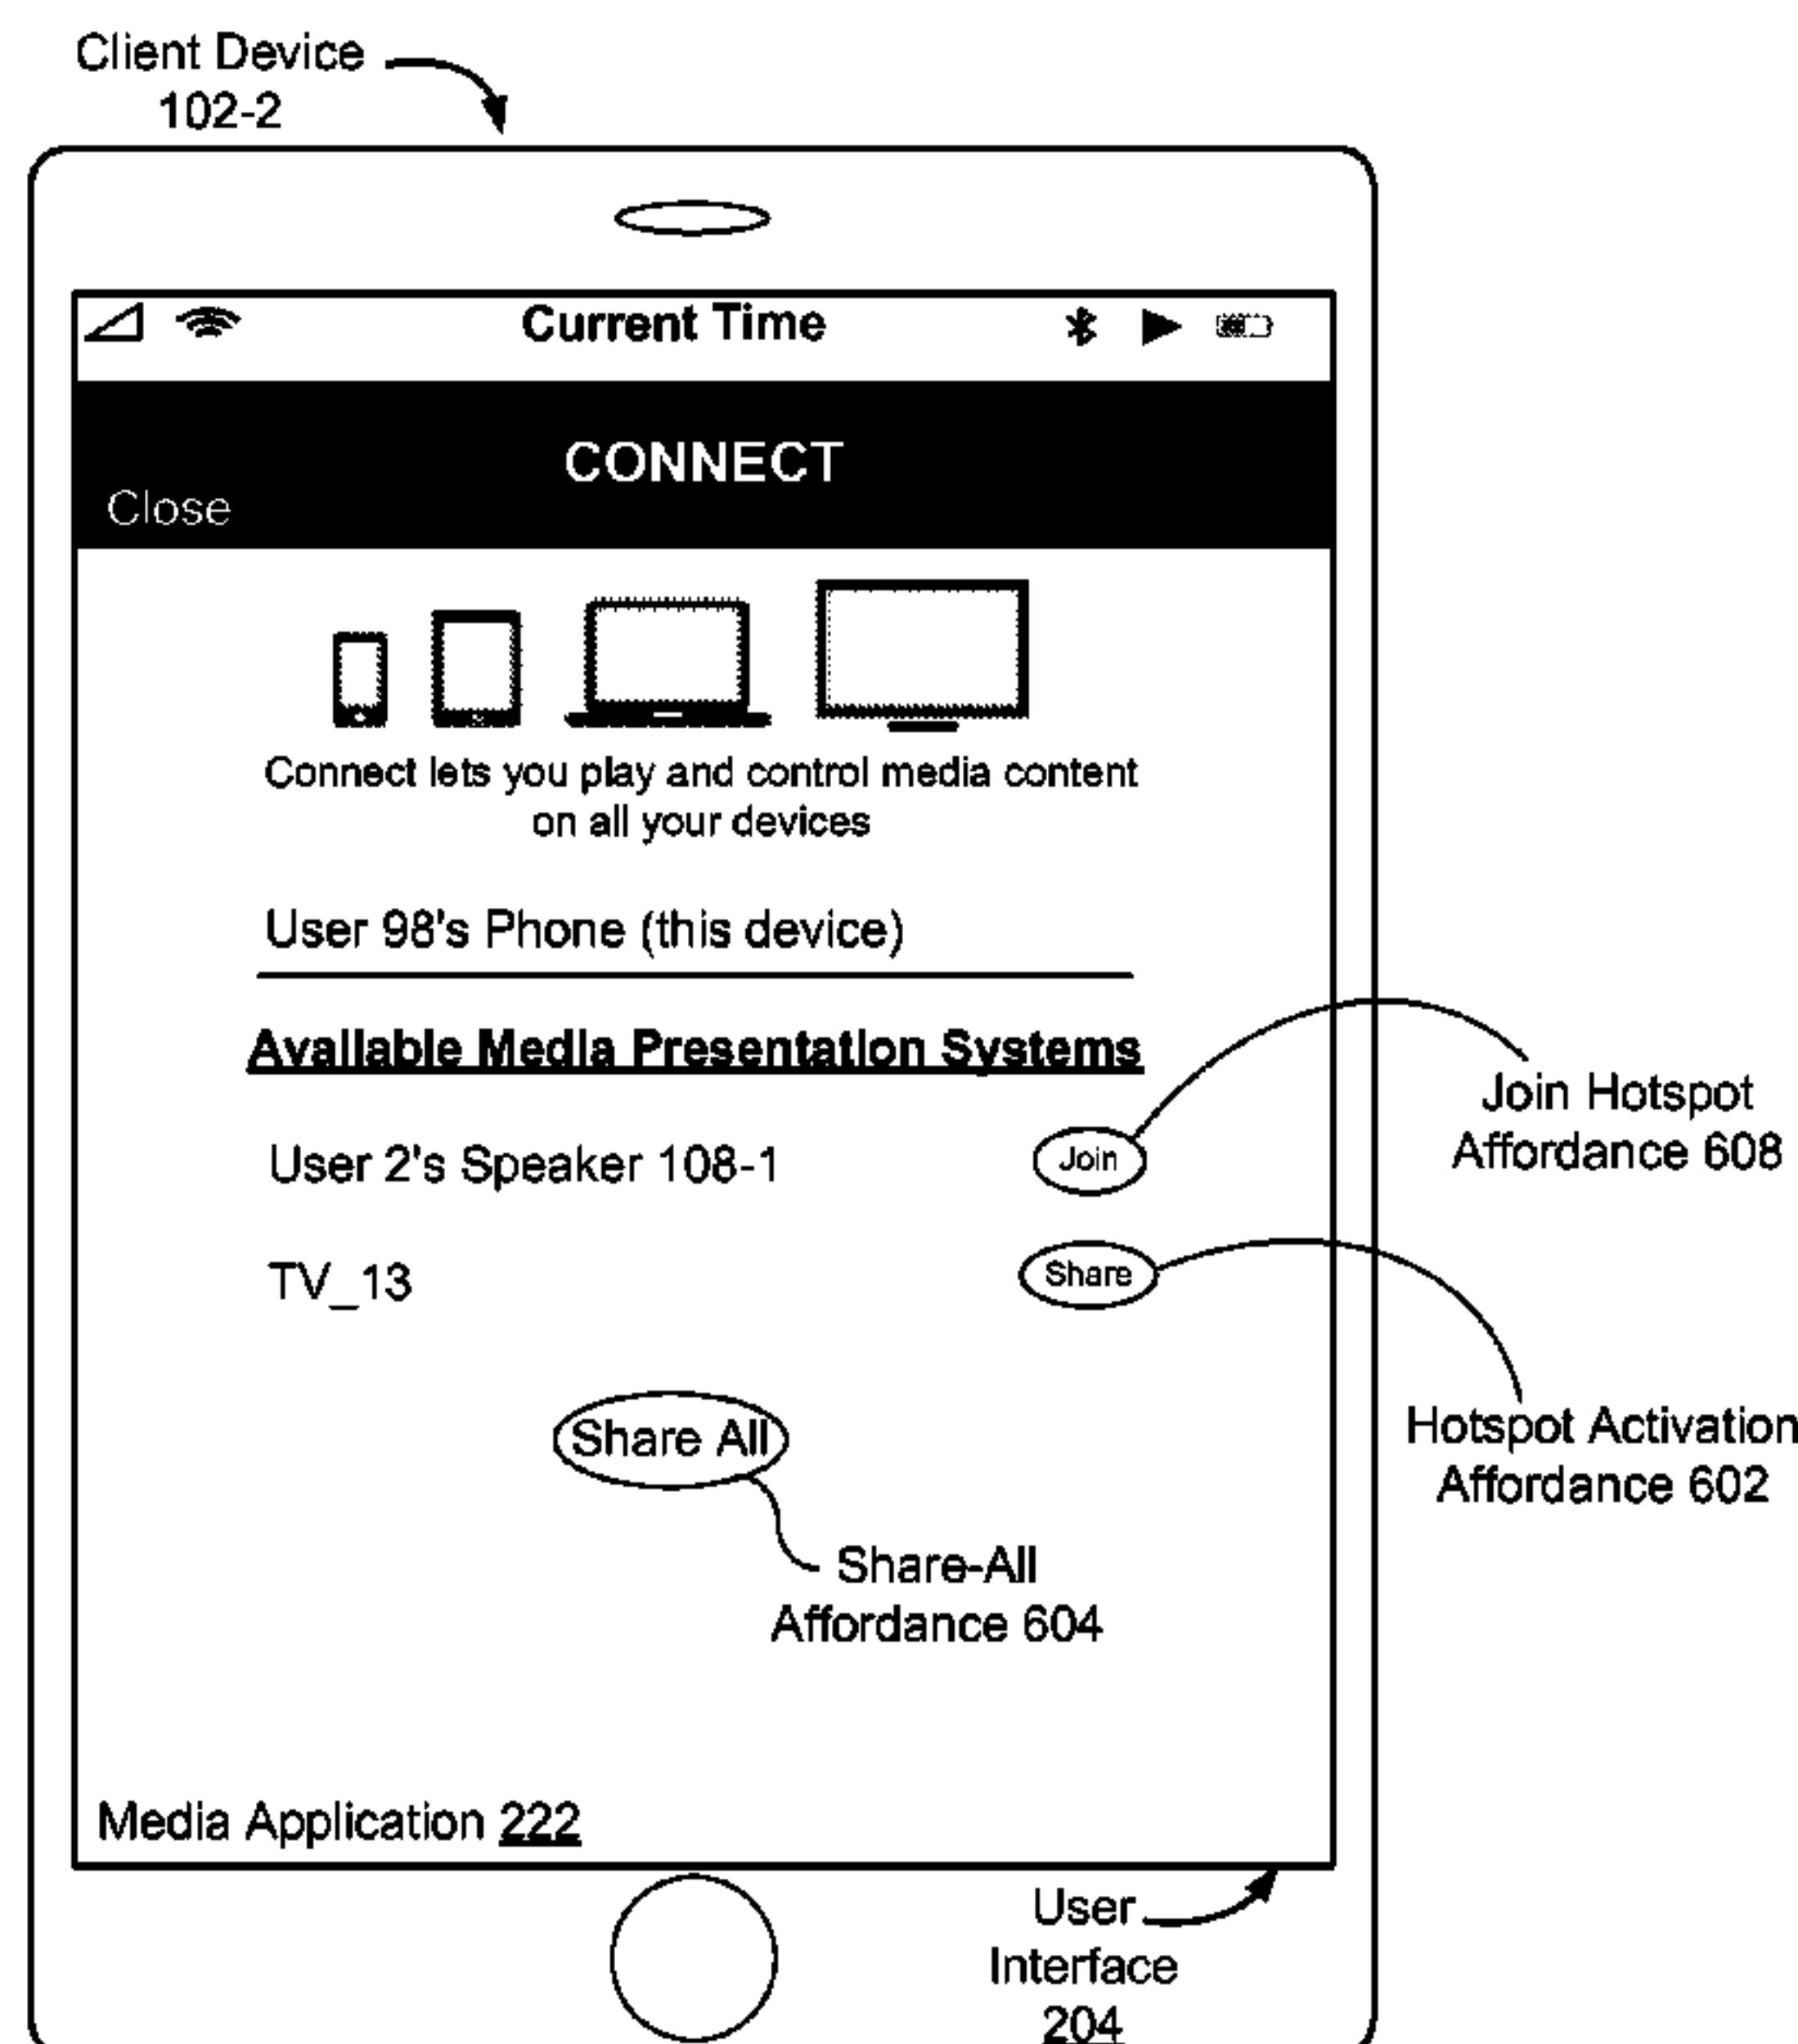 Client Device
102-2
Current Time
CONNECT
Close
Connect lets you play and control media content
on all your devices
User 98's Phone (this device)
Available Media Presentation Systems
Join Hotspot
Affordance 608
User 2's Speaker 108-1
Join
TV_13
Share
Hotspot Activation
Affordance 602
Share All
Share-All
Affordance 604
Media Application 222
User
Interface
204